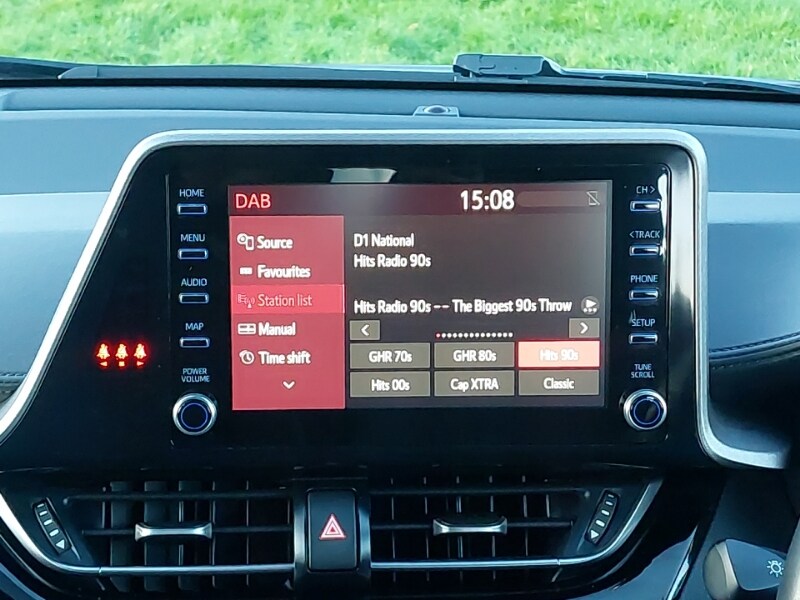 HOME
MENU
AUDIO
MAP
POWER
VOLUME
DAB 15:08
Source
Favourites
Station list
Manual
Time shift
D1 National
Hits Radio 90s
Hits Radio 90s -- The Biggest 90s Throw
GHR 70s GHR 80s Hits 90s
Hits 00s Cap XTRA Classic
CH >
< TRACK
PHONE
SETUP
TUNE
SCROLL